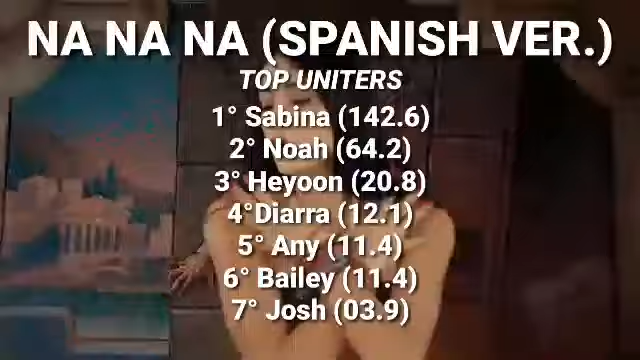 NA NA NA (SPANISH VER.)
TOP UNITERS
1° Sabina (142.6)
2° Noah (64.2)
3° Heyoon (20.8)
4°Diarra (12.1)
5° Any (11.4)
6° Bailey (11.4)
7° Josh (03.9)